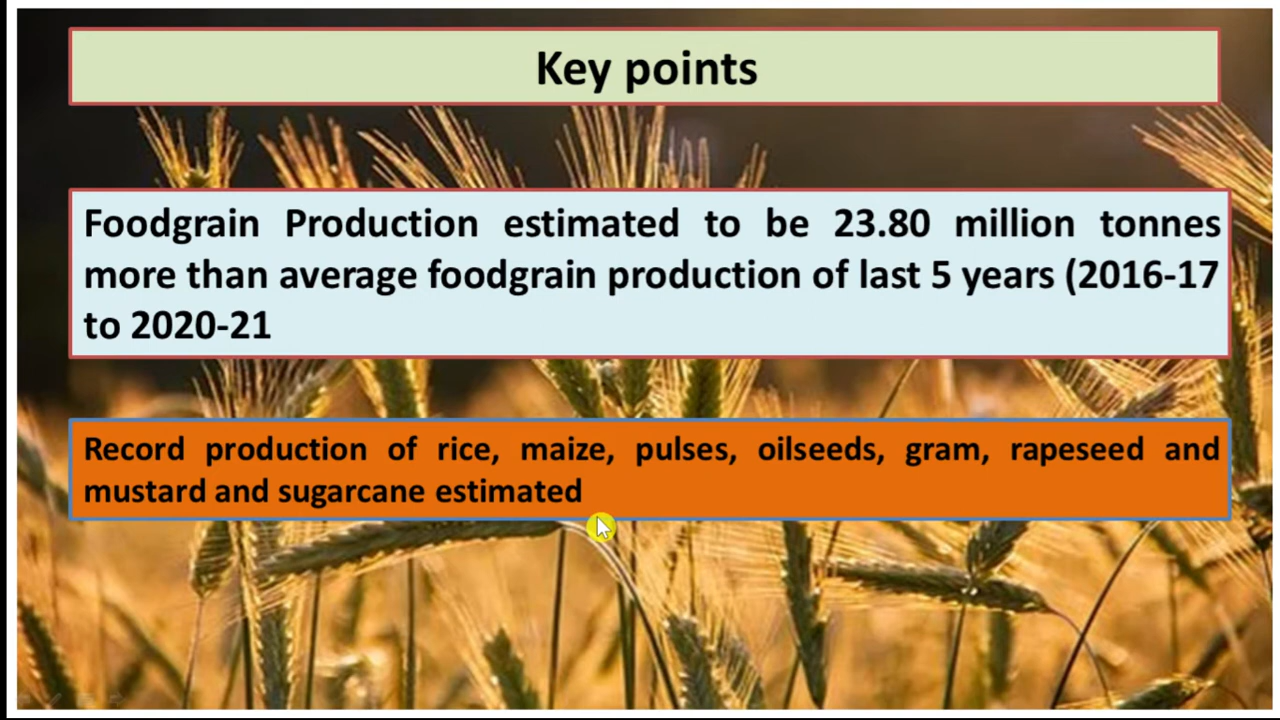 Key points
Foodgrain Production estimated to be 23.80 million tonnes
more than average foodgrain production of last 5 years (2016-17
to 2020-21
Record production of rice, maize, pulses, oilseeds, gram, rapeseed and
mustard and sugarcane estimated